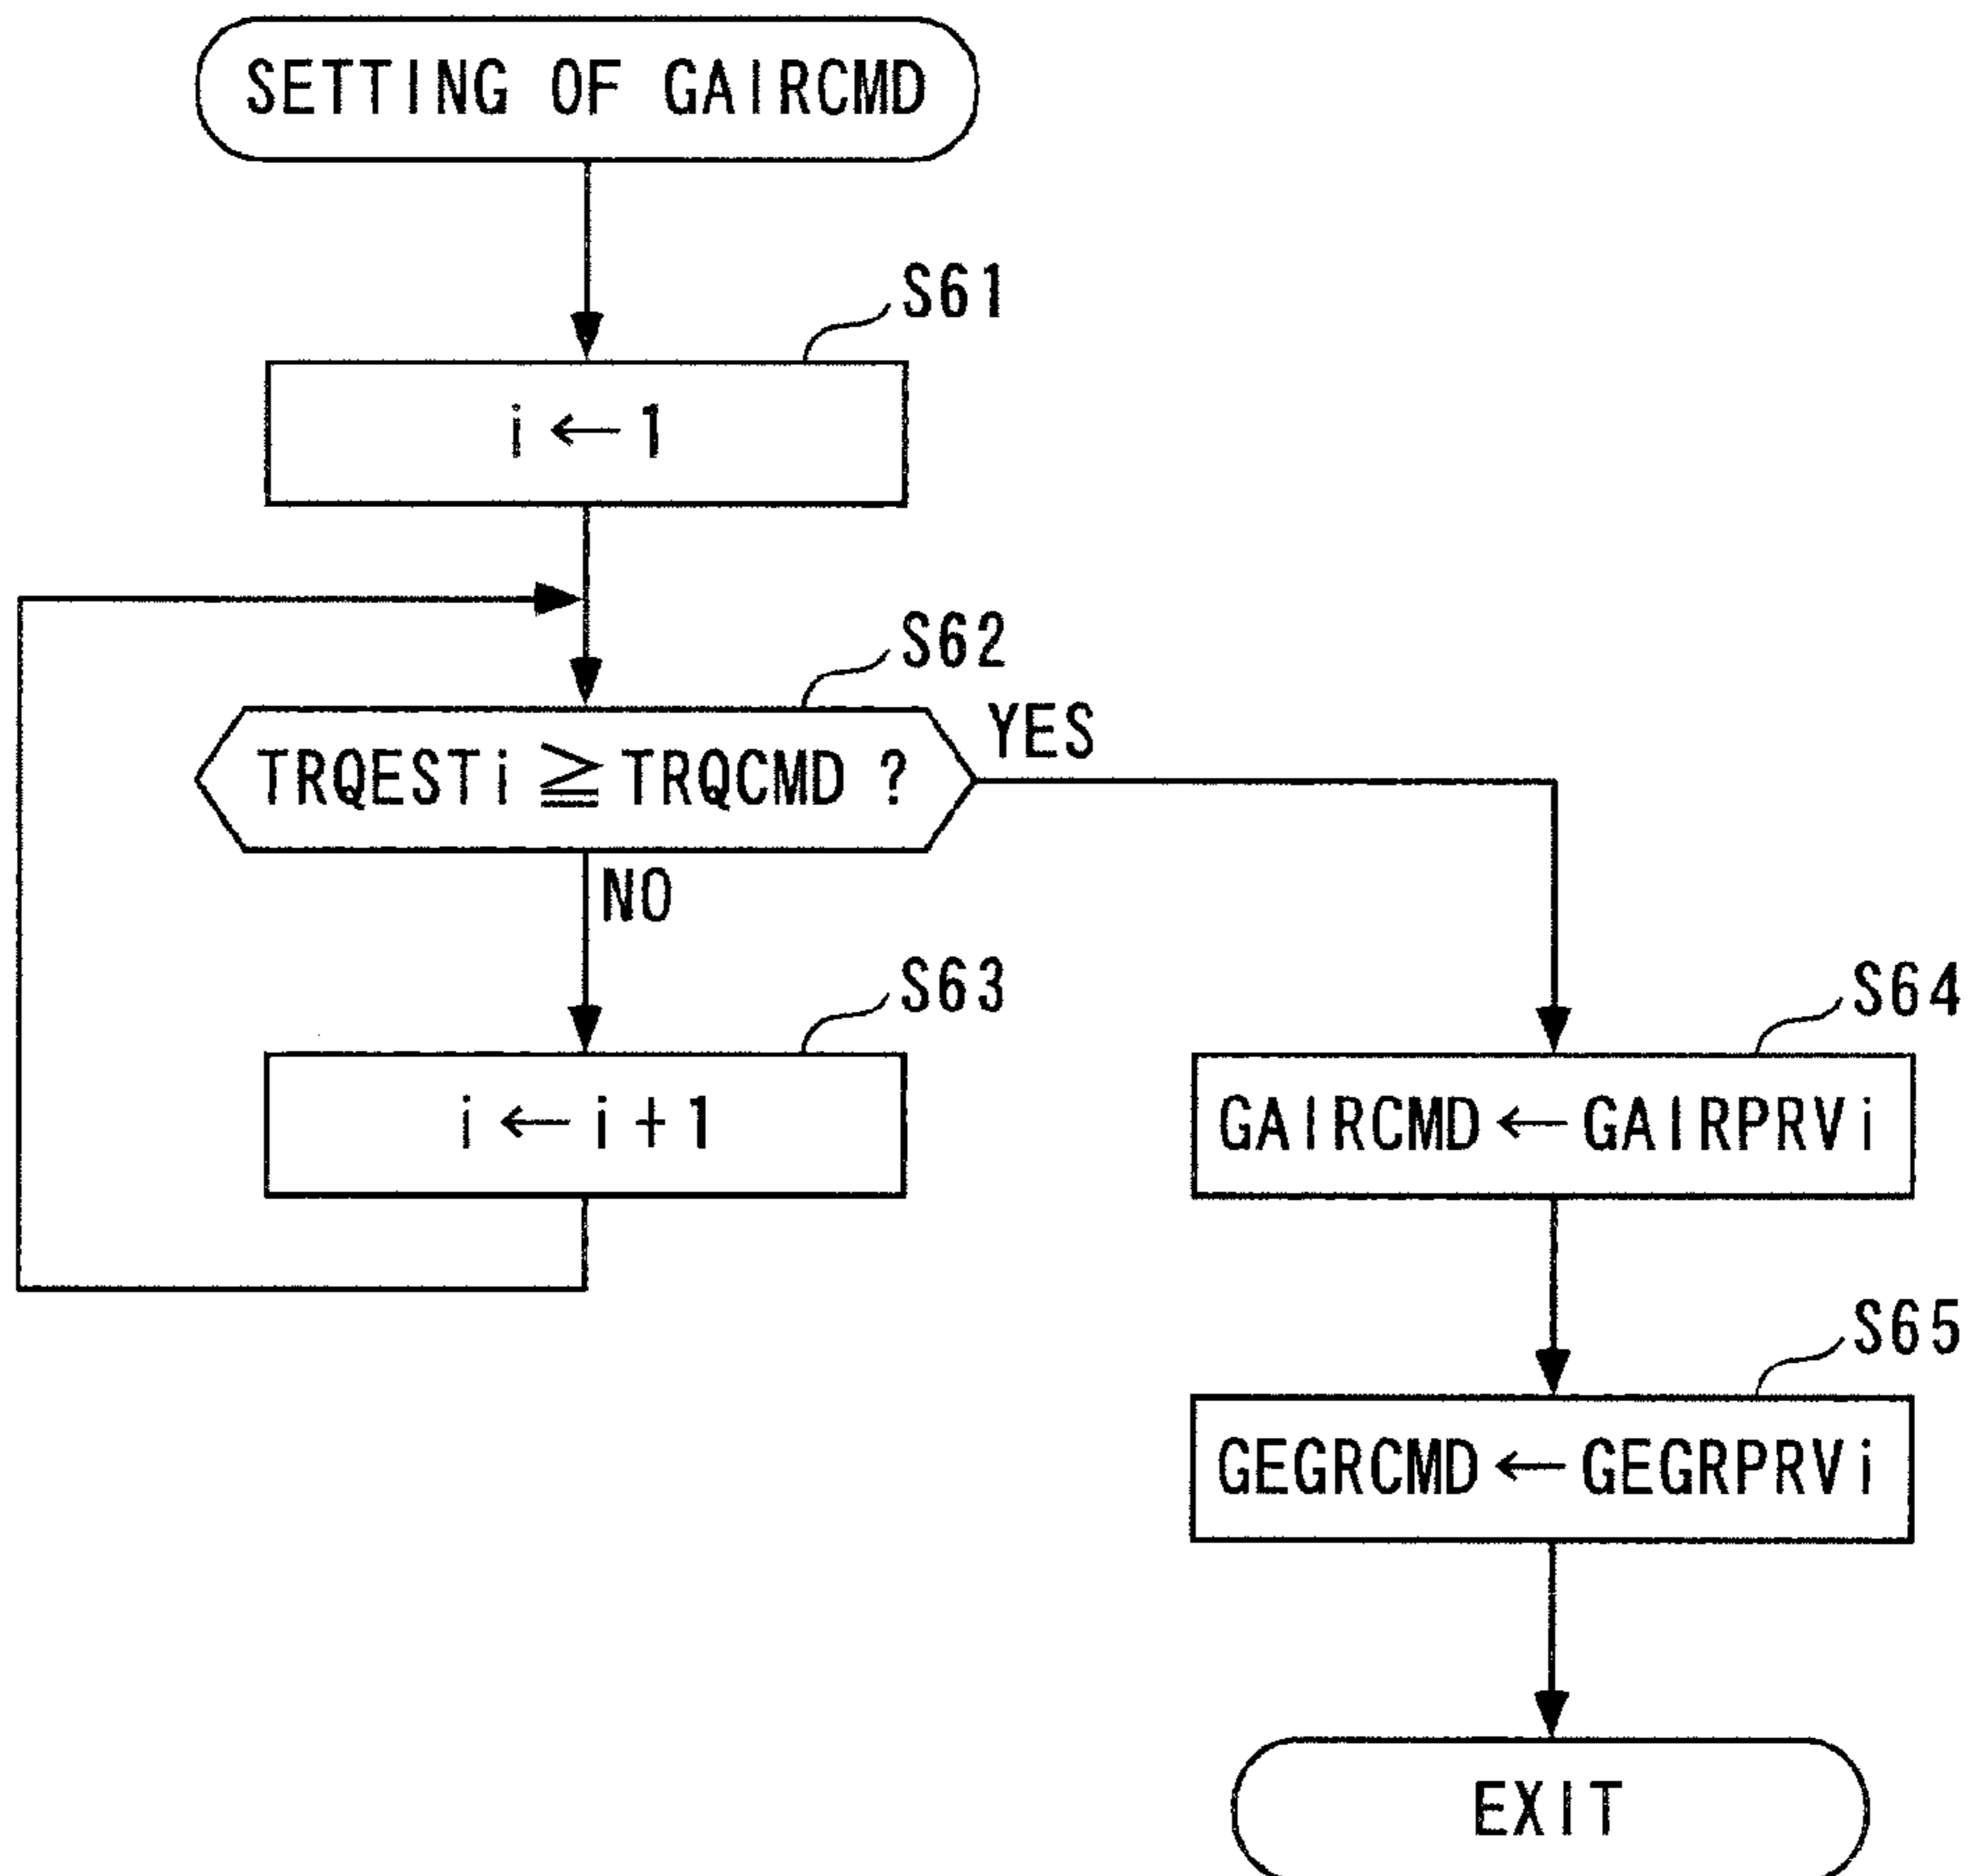 SETTING OF GAIRCMD
S61
i ← 1
S62
TRQESTi ≧ TRQCMD ?
YES
NO
S63
i ← i + 1
S64
GAIRCMD ← GAIRPRVi
S65
GEGRCMD ← GEGRPRVi
EXIT